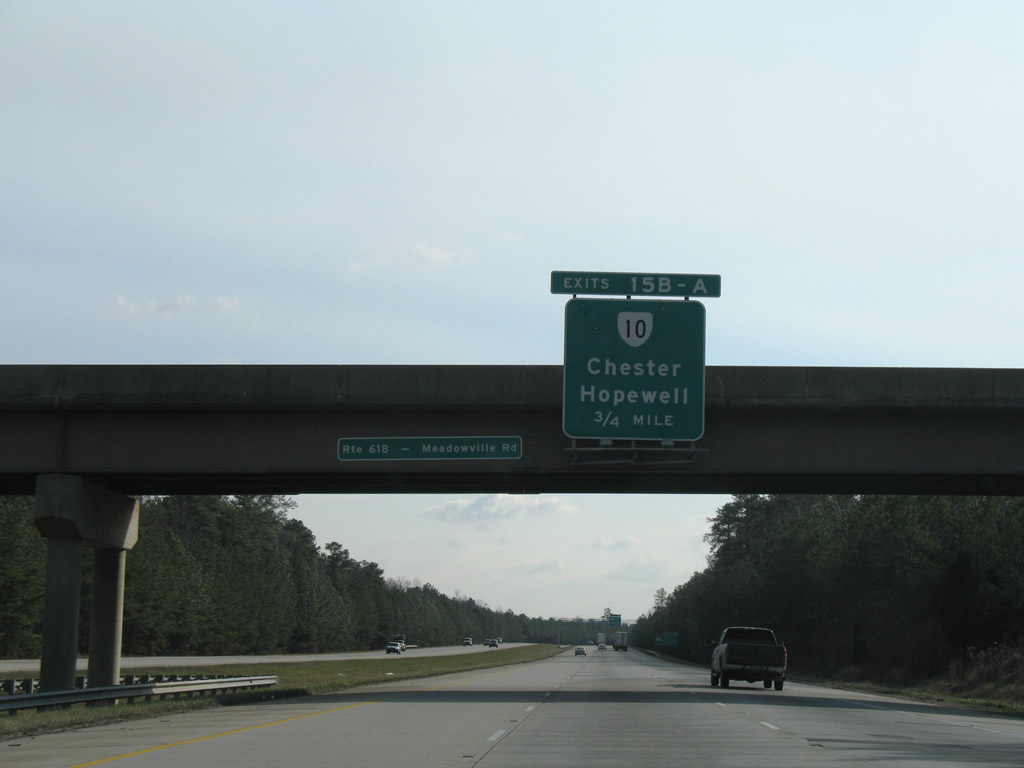 EXITS 15B-A
10
Chester
Hopewell
3/4 MILE
Rte 618 - Meadowville Rd